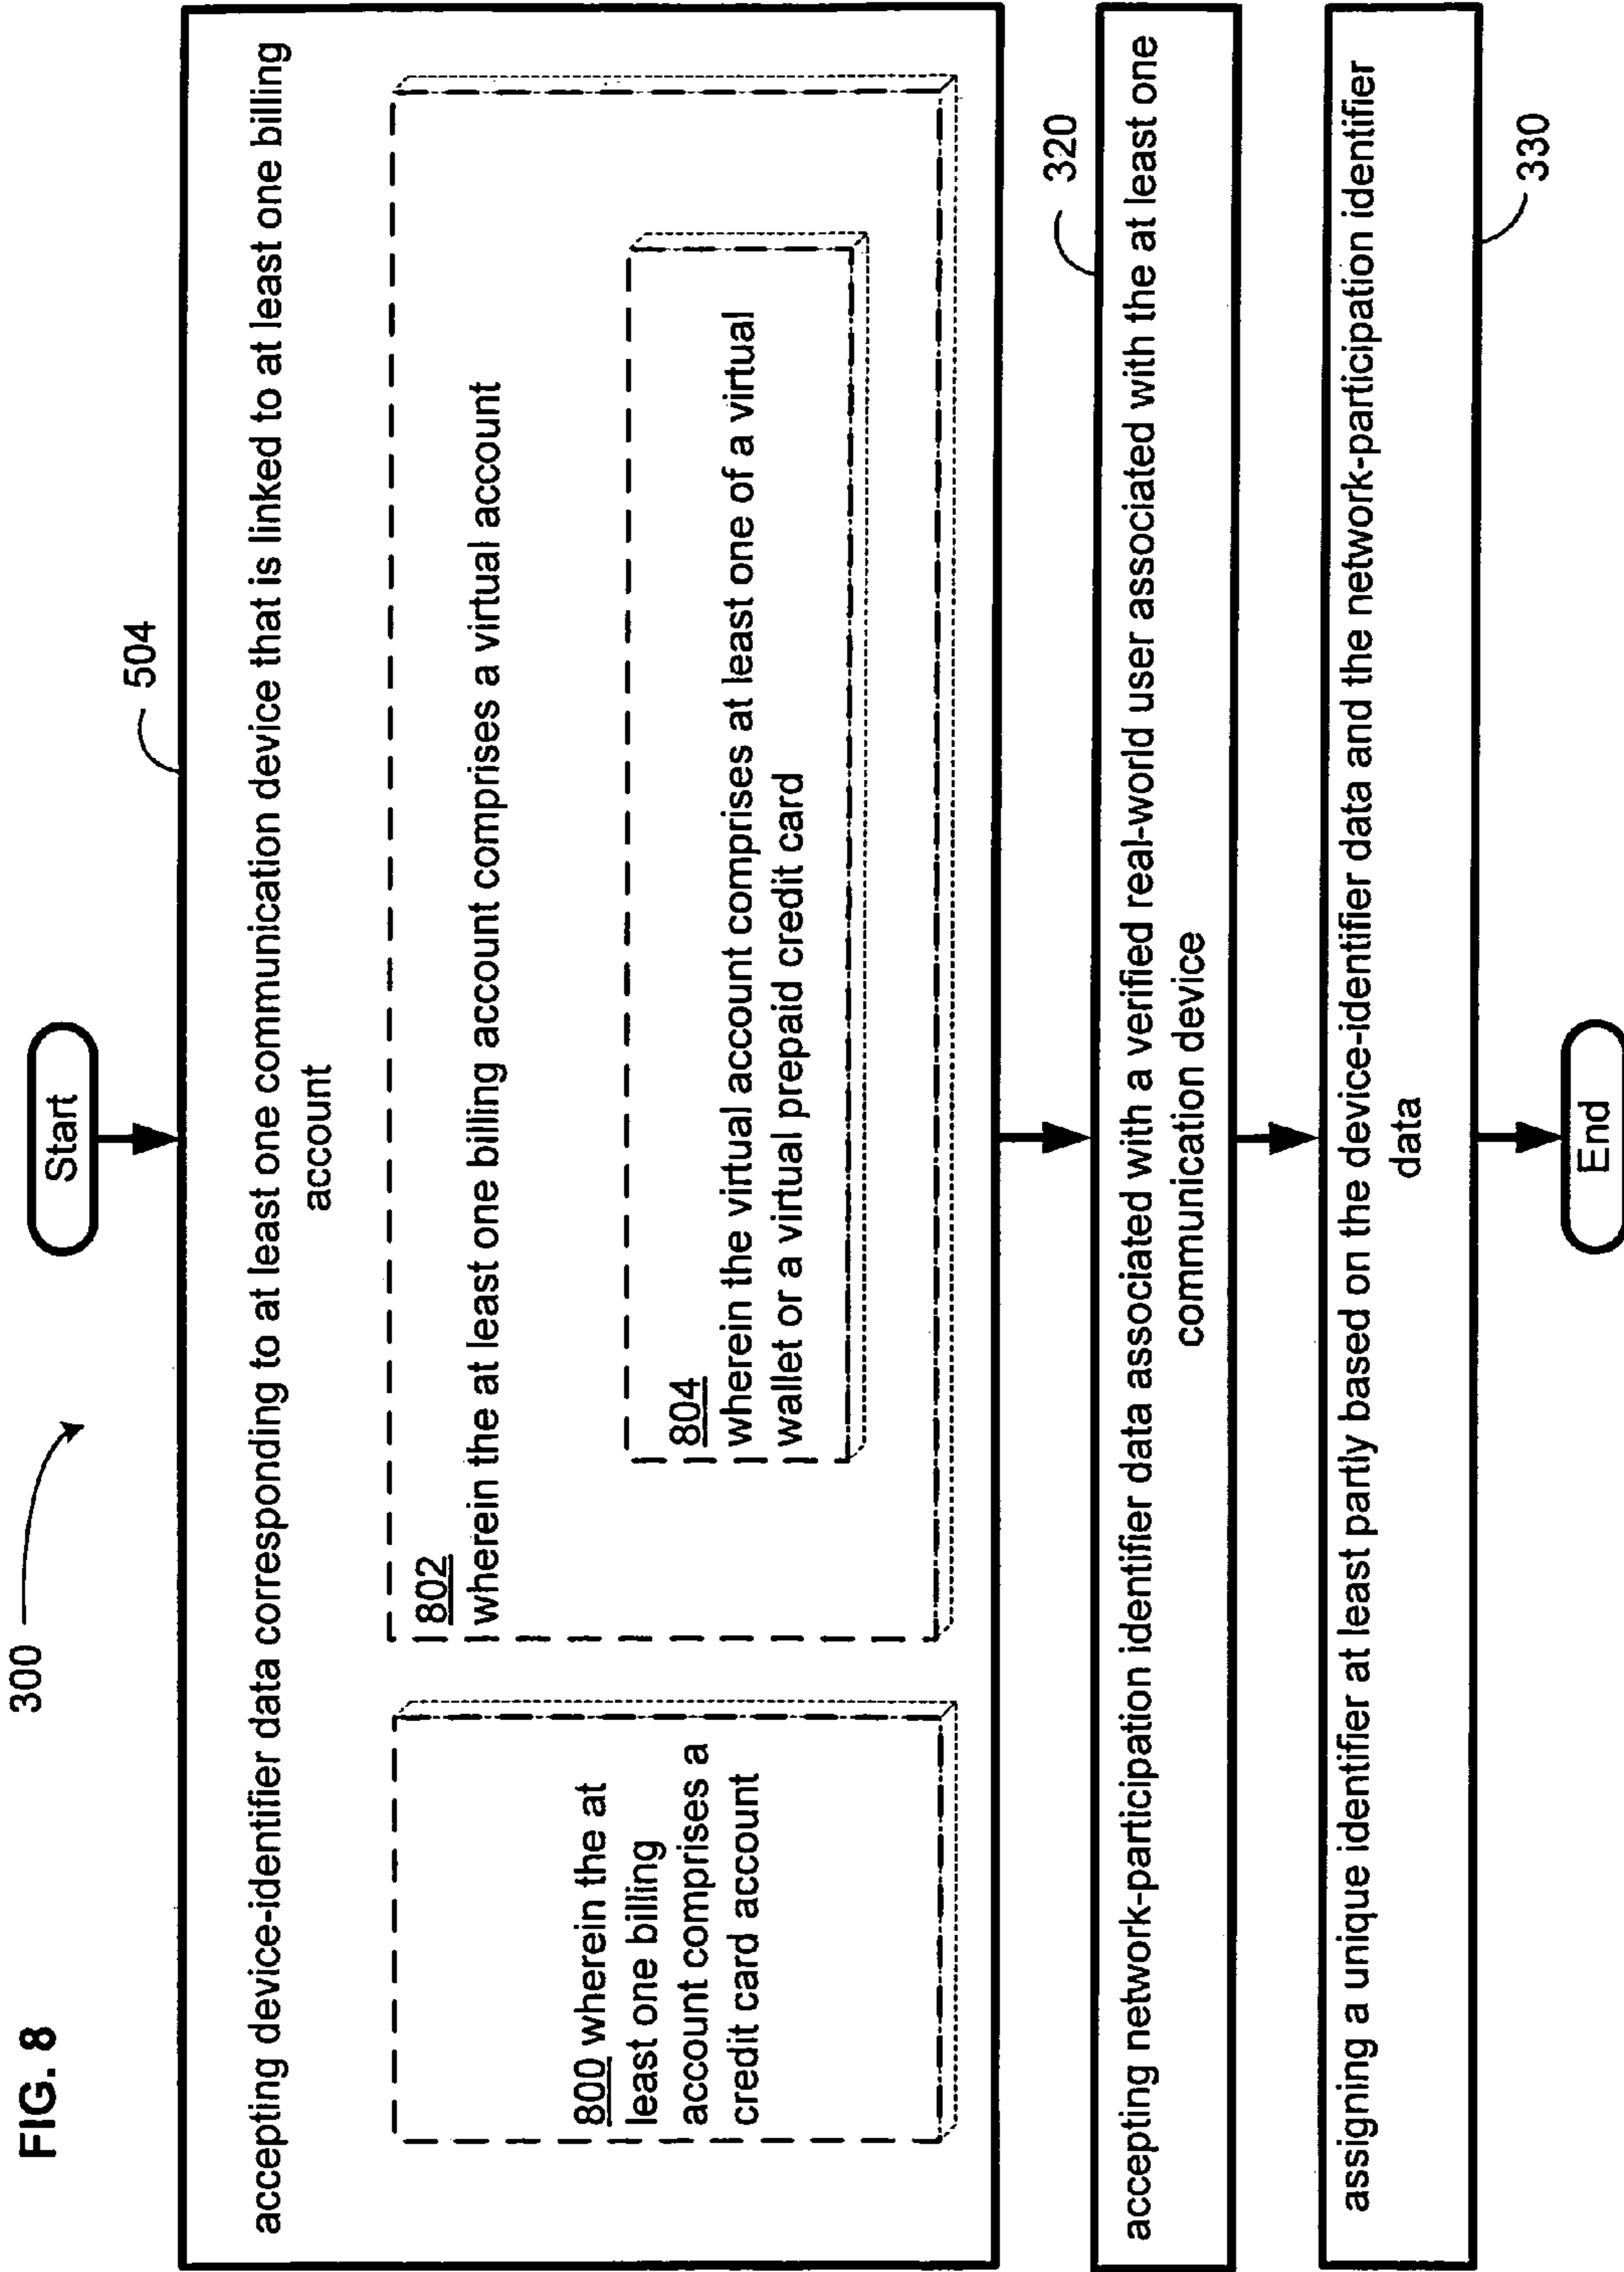 FIG. 8
300
Start
504
accepting device-identifier data corresponding to at least one communication device that is linked to at least one billing
account
800 wherein the at
least one billing
account comprises a
credit card account
802
wherein the at least one billing account comprises a virtual account
804
wherein the virtual account comprises at least one of a virtual
wallet or a virtual prepaid credit card
320
accepting network-participation identifier data associated with a verified real-world user associated with the at least one
communication device
330
assigning a unique identifier at least partly based on the device-identifier data and the network-participation identifier
data
End